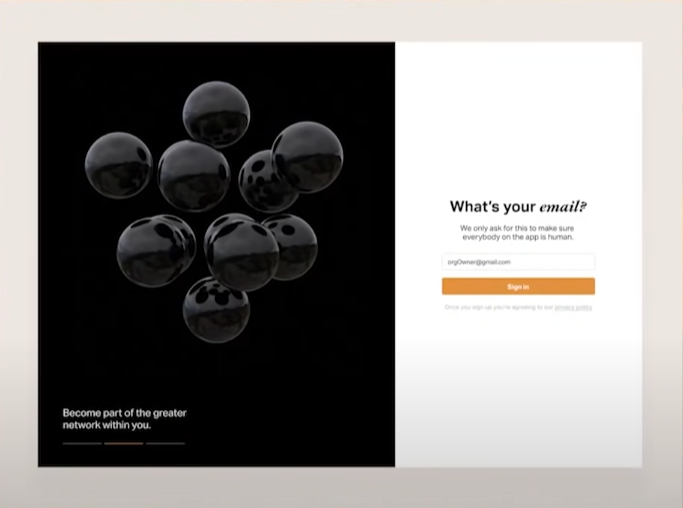 What's your email?
We only ask for this to make sure
everybody on the app is human.
orgOwner@gmail.com
Sign in
Once you sign up you're agreeing to our privacy policy
Become part of the greater
network within you.